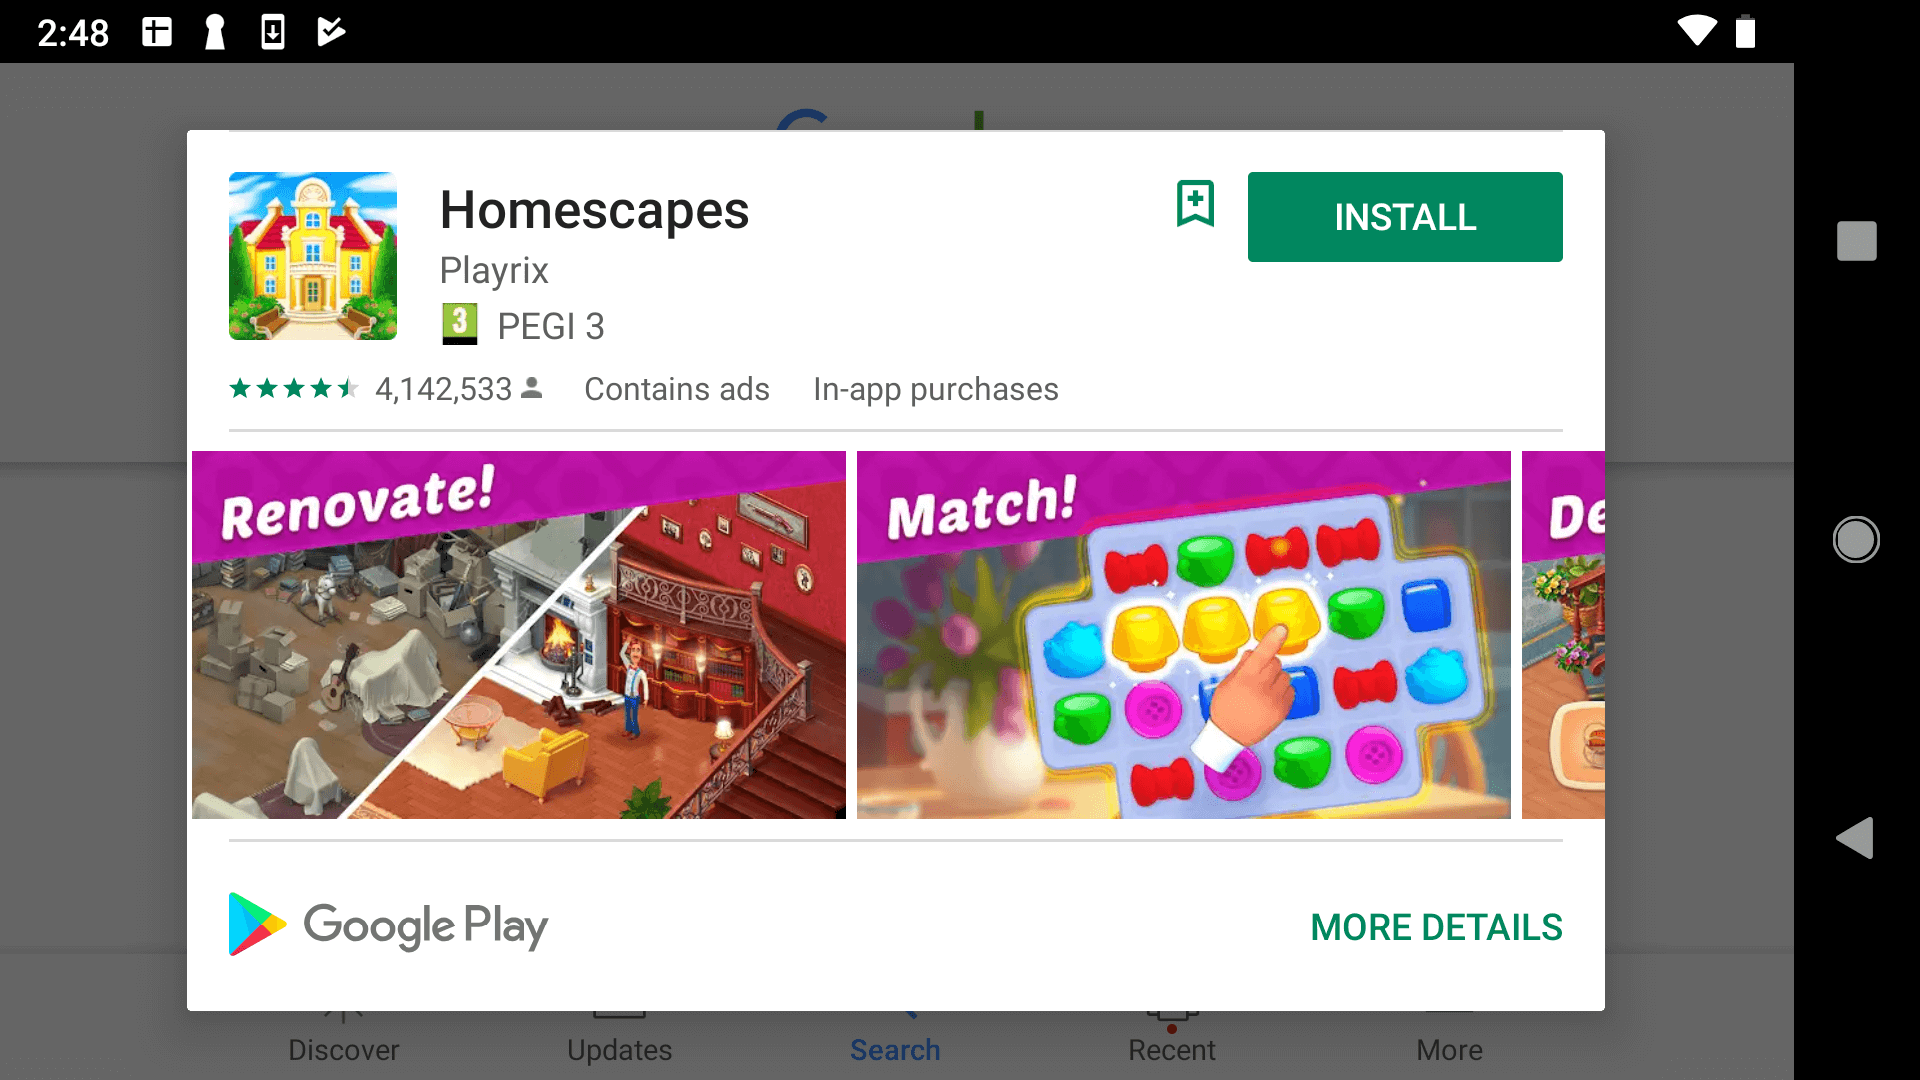 2:48
Homescapes
INSTALL
Playrix
3 PEGI 3
4,142,533 Contains ads In-app purchases
Renovate!
Match!
De
Google Play
MORE DETAILS
Discover Updates Search Recent More